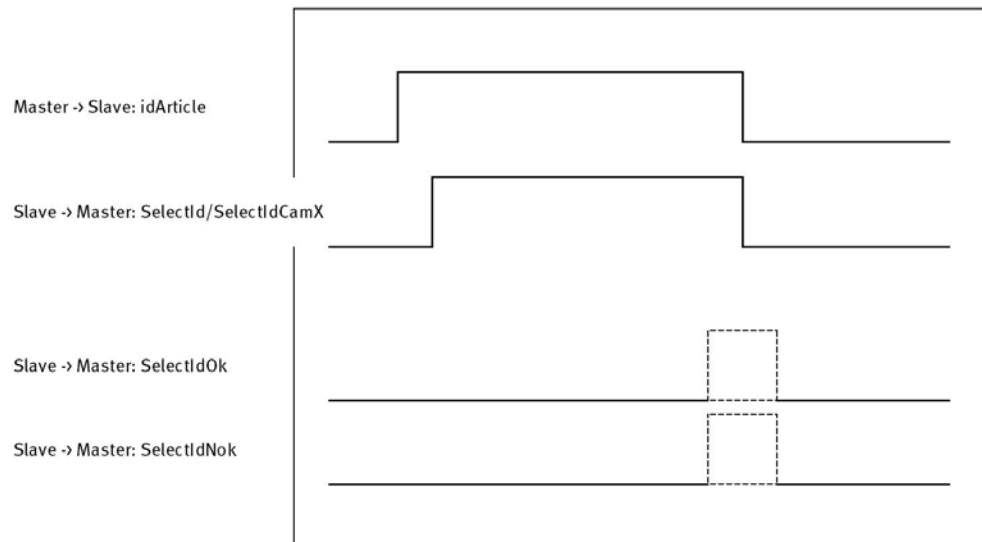 Master -> Slave: idArticle
Slave -> Master: SelectId/SelectIdCamX
Slave -> Master: SelectIdOk
Slave -> Master: SelectIdNok